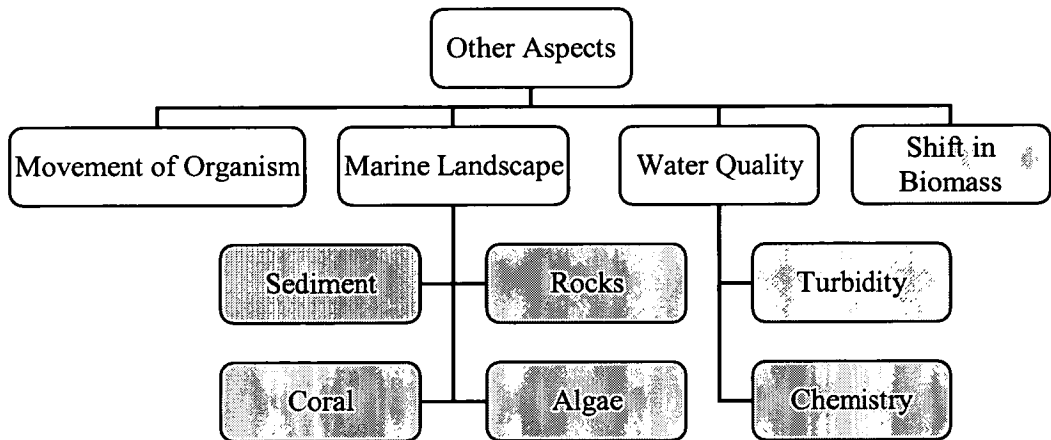 Other Aspects
Movement of Organism
Marine Landscape
Water Quality
Shift in
Biomass
Sediment
Rocks
Turbidity
Coral
Algae
Chemistry